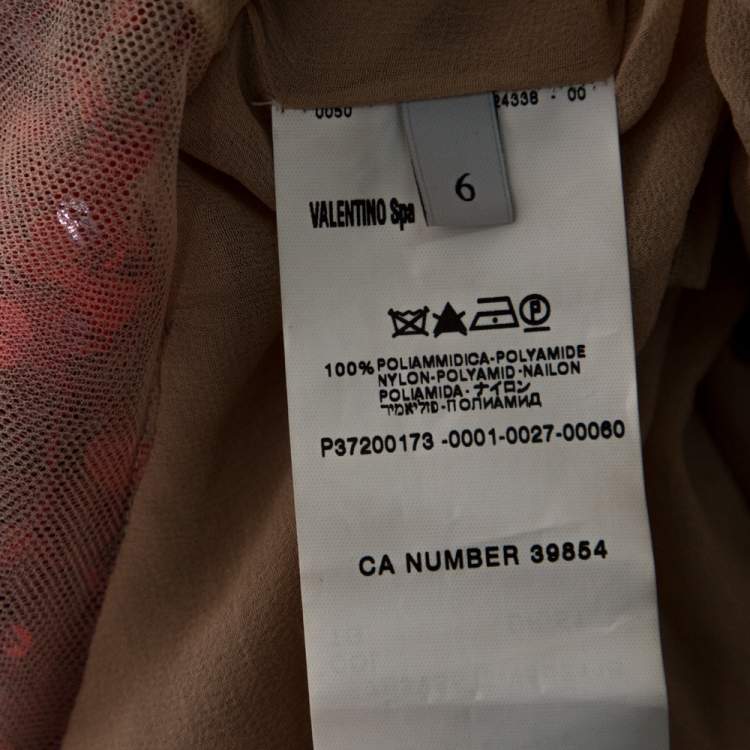 0050
24338 - 00
6
VALENTINO Spa
P
100% POLIAMMIDICA-POLYAMIDE
NYLON-POLYAMID-NAILON
POLIAMIDA-ナイロン
פוליאמיד-ПОЛИАМИД
P37200173 -0001-0027-00060
CA NUMBER 39854